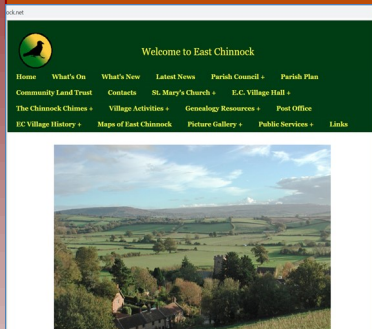 ock.net
Welcome to East Chinnock
Home What's On What's New Latest News Parish Council + Parish Plan
Community Land Trust Contacts St. Mary's Church + E.C. Village Hall +
The Chinnock Chimes + Village Activities + Genealogy Resources + Post Office
EC Village History + Maps of East Chinnock Picture Gallery + Public Services + Links